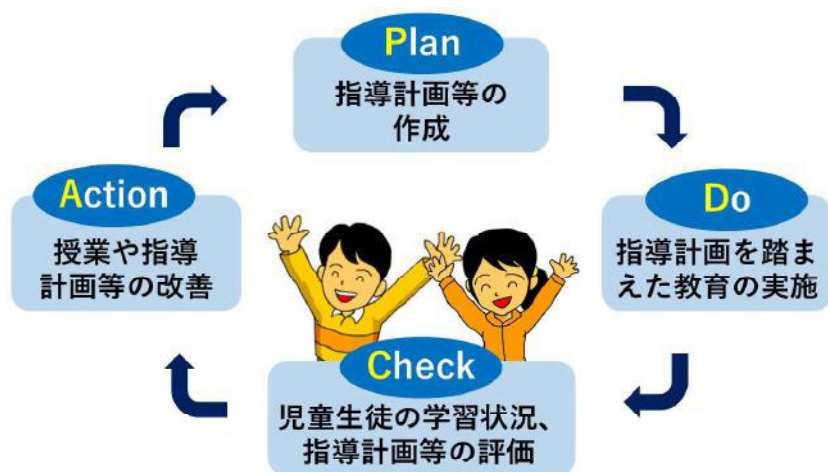 Plan
指導計画等の
作成
Do
指導計画を踏ま
えた教育の実施
Check
児童生徒の学習状況、
指導計画等の評価
Action
授業や指導
計画等の改善